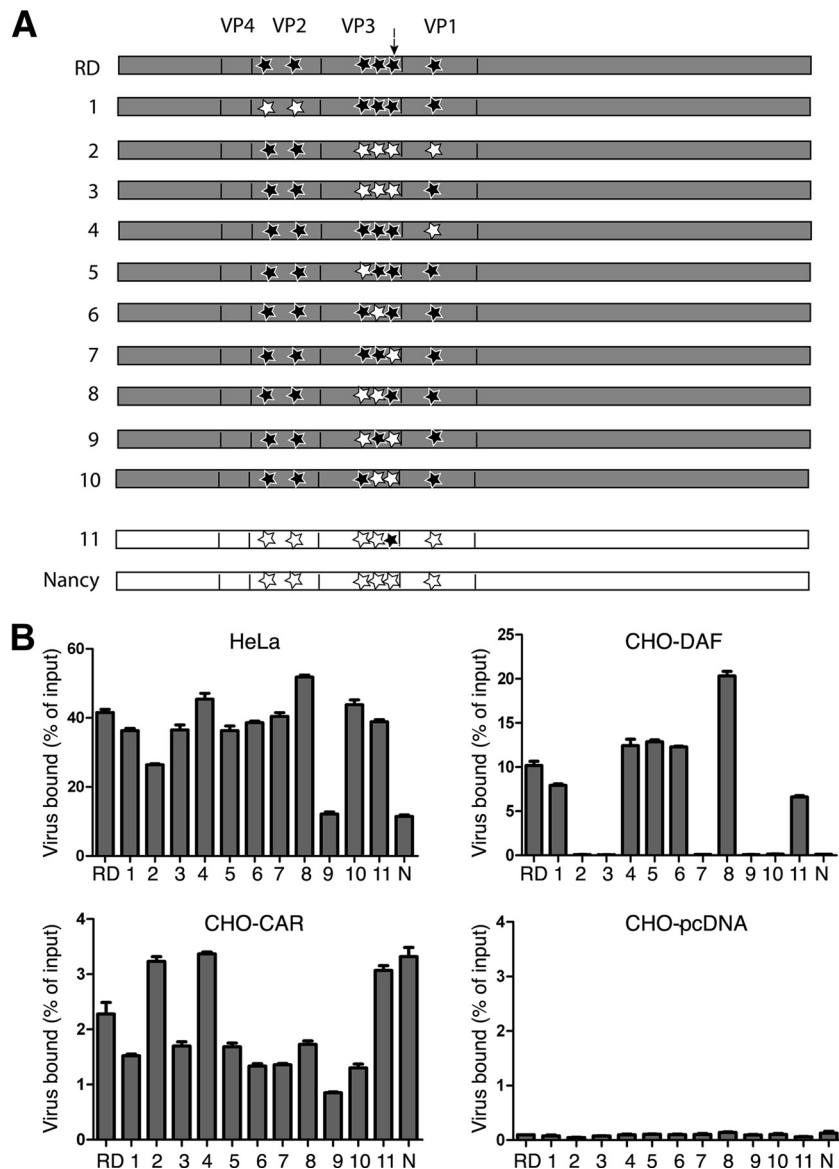 A
VP4 VP2 VP3 VP1
RD
1
2
3
4
5
6
7
8
9
10
11
Nancy
B
HeLa
Virus bound (% of input)
60
40
20
0
RD 1 2 3 4 5 6 7 8 9 10 11 N
CHO-DAF
Virus bound (% of input)
25
20
15
10
5
0
RD 1 2 3 4 5 6 7 8 9 10 11 N
CHO-CAR
Virus bound (% of input)
4
3
2
1
0
RD 1 2 3 4 5 6 7 8 9 10 11 N
CHO-pcDNA
Virus bound (% of input)
4
3
2
1
0
RD 1 2 3 4 5 6 7 8 9 10 11 N